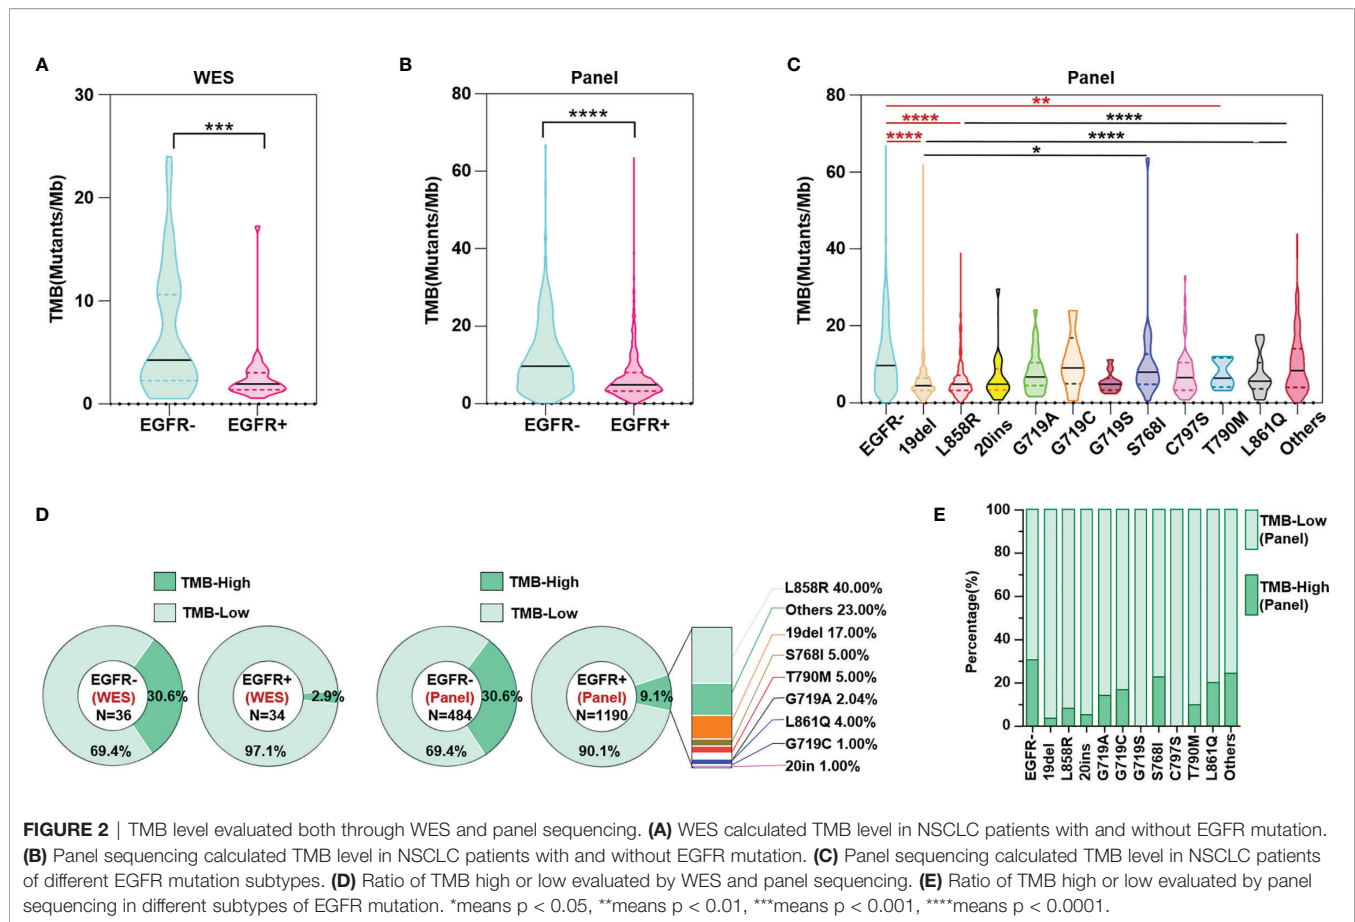 A
WES
TMB(Mutants/Mb)
30
20
10
0
***
EGFR-
EGFR+
B
Panel
TMB(Mutants/Mb)
80
60
40
20
0
****
EGFR-
EGFR+
C
Panel
TMB(Mutants/Mb)
80
60
40
20
0
**
****
****
****
****
*
EGFR-
19del
L858R
20ins
G719A
G719C
G719S
S768I
C797S
T790M
L861Q
Others
D
TMB-High
TMB-Low
EGFR-
(WES)
N=36
30.6%
69.4%
EGFR+
(WES)
N=34
2.9%
97.1%
TMB-High
TMB-Low
EGFR-
(Panel)
N=484
30.6%
69.4%
EGFR+
(Panel)
N=1190
9.1%
90.1%
L858R 40.00%
Others 23.00%
19del 17.00%
S768I 5.00%
T790M 5.00%
G719A 2.04%
L861Q 4.00%
G719C 1.00%
20in 1.00%
E
Percentage(%)
100
80
60
40
20
0
EGFR-
19del
L858R
20ins
G719A
G719C
G719S
S768I
C797S
T790M
L861Q
Others
TMB-Low
(Panel)
TMB-High
(Panel)
FIGURE 2 | TMB level evaluated both through WES and panel sequencing. (A) WES calculated TMB level in NSCLC patients with and without EGFR mutation.
(B) Panel sequencing calculated TMB level in NSCLC patients with and without EGFR mutation. (C) Panel sequencing calculated TMB level in NSCLC patients
of different EGFR mutation subtypes. (D) Ratio of TMB high or low evaluated by WES and panel sequencing. (E) Ratio of TMB high or low evaluated by panel
sequencing in different subtypes of EGFR mutation. *means p < 0.05, **means p < 0.01, ***means p < 0.001, ****means p < 0.0001.